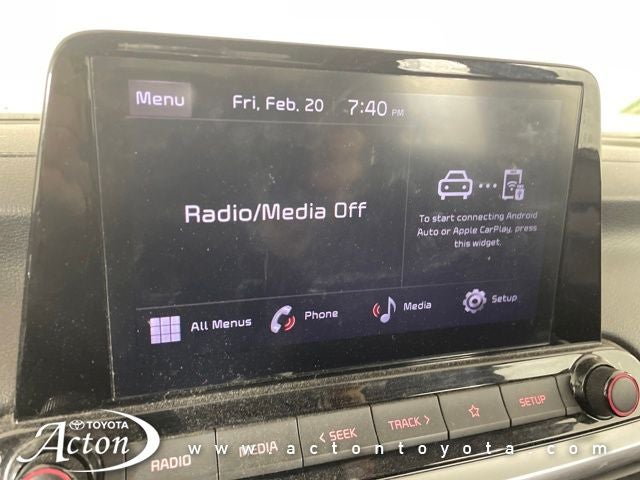 Menu
Fri, Feb. 20 7:40 PM
Radio/Media Off
To start connecting Android
Auto or Apple CarPlay, press
this widget.
All Menus
Phone
Media
Setup
RADIO
MEDIA
< SEEK
TRACK >
☆
SETUP
TOYOTA
Acton
www.actontoyota.com